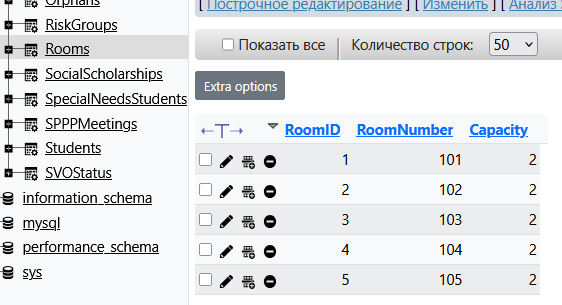 Orphans
RiskGroups
Rooms
SocialScholarships
SpecialNeedsStudents
SPPPMeetings
Students
SVOStatus
information_schema
mysql
performance_schema
sys
[ Построчное редактирование ] [ Изменить ] [ Анализ
Показать все Количество строк: 50
Extra options
←T→ RoomID RoomNumber Capacity
1 101 2
2 102 2
3 103 2
4 104 2
5 105 2